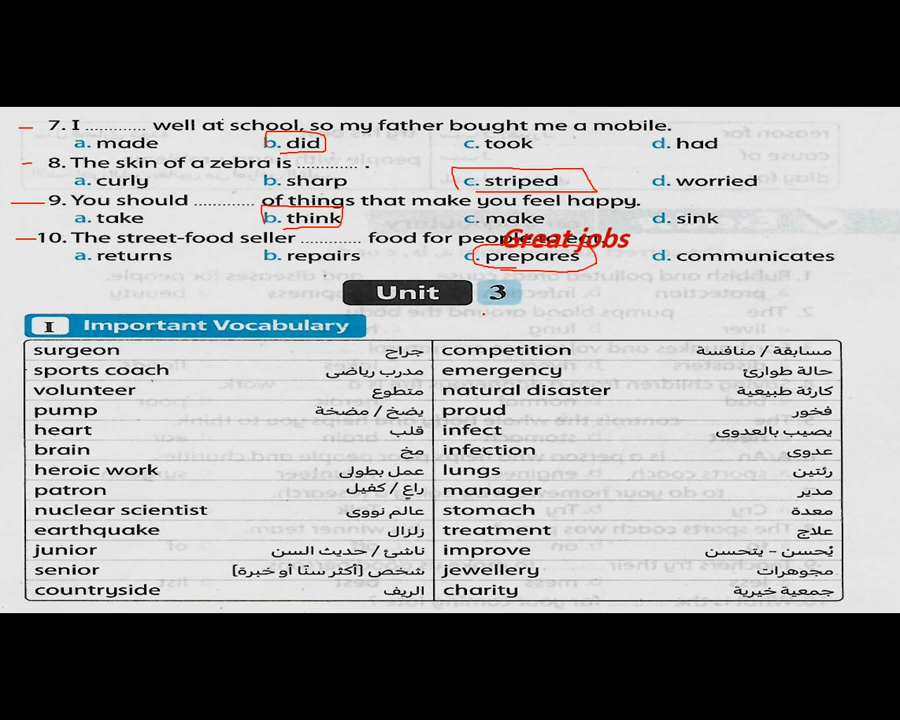 7. I ............ well at school, so my father bought me a mobile.
a. made b. did c. took d. had
8. The skin of a zebra is ............ .
a. curly b. sharp c. striped d. worried
9. You should ............ of things that make you feel happy.
a. take b. think c. make d. sink
10. The street-food seller ............ food for people to eat.
Great jobs
a. returns b. repairs c. prepares d. communicates
Unit 3
I Important Vocabulary
surgeon جراح competition مسابقة / منافسة
sports coach مدرب رياضى emergency حالة طوارئ
volunteer متطوع natural disaster كارثة طبيعية
pump يضخ / مضخة proud فخور
heart قلب infect يصيب بالعدوى
brain مخ infection عدوى
heroic work عمل بطولى lungs رئتين
patron راعٍ / كفيل manager مدير
nuclear scientist عالم نووى stomach معدة
earthquake زلزال treatment علاج
junior ناشئ / حديث السن improve يُحسن - يتحسن
senior شخص (أكثر سنًا أو خبرة) jewellery مجوهرات
countryside الريف charity جمعية خيرية